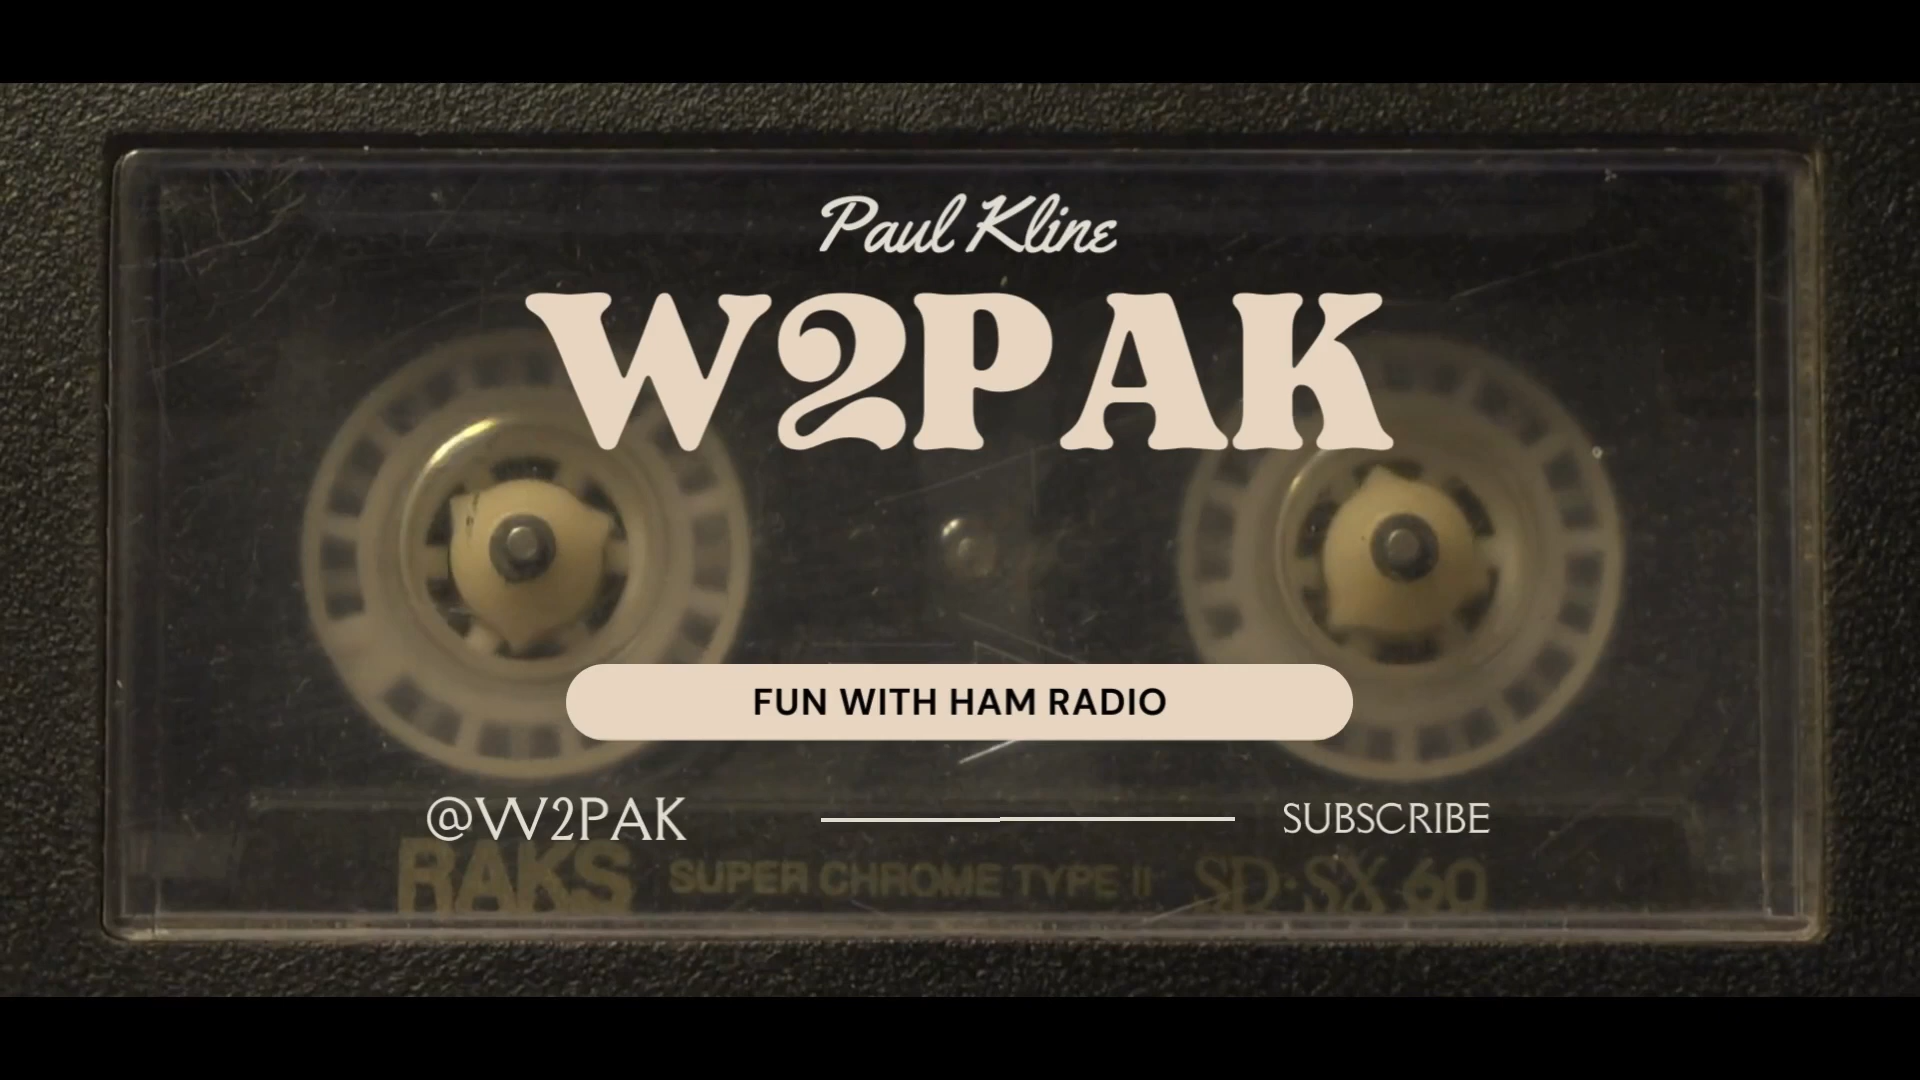 Paul Kline
W2PAK
FUN WITH HAM RADIO
@W2PAK
SUBSCRIBE
RAKS SUPER CHROME TYPE II SD·SX 60